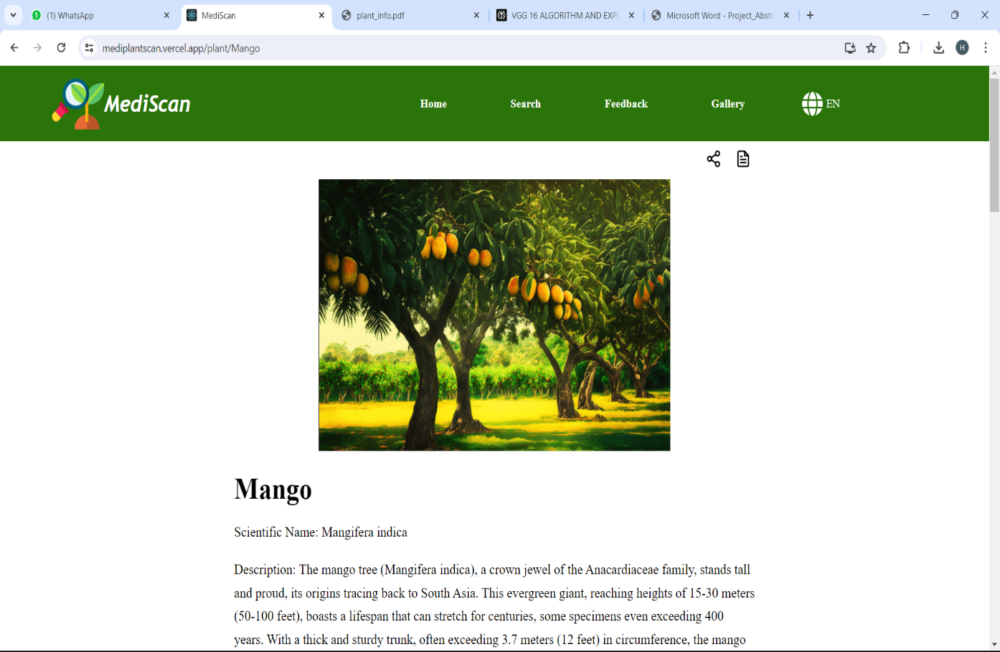 (1) WhatsApp
MediScan
plant_info.pdf
VGG 16 ALGORITHM AND EXPL
Microsoft Word - Project_Abstra
mediplantscan.vercel.app/plant/Mango
H
MediScan
Home
Search
Feedback
Gallery
EN
Mango
Scientific Name: Mangifera indica
Description: The mango tree (Mangifera indica), a crown jewel of the Anacardiaceae family, stands tall
and proud, its origins tracing back to South Asia. This evergreen giant, reaching heights of 15-30 meters
(50-100 feet), boasts a lifespan that can stretch for centuries, some specimens even exceeding 400
years. With a thick and sturdy trunk, often exceeding 3.7 meters (12 feet) in circumference, the mango